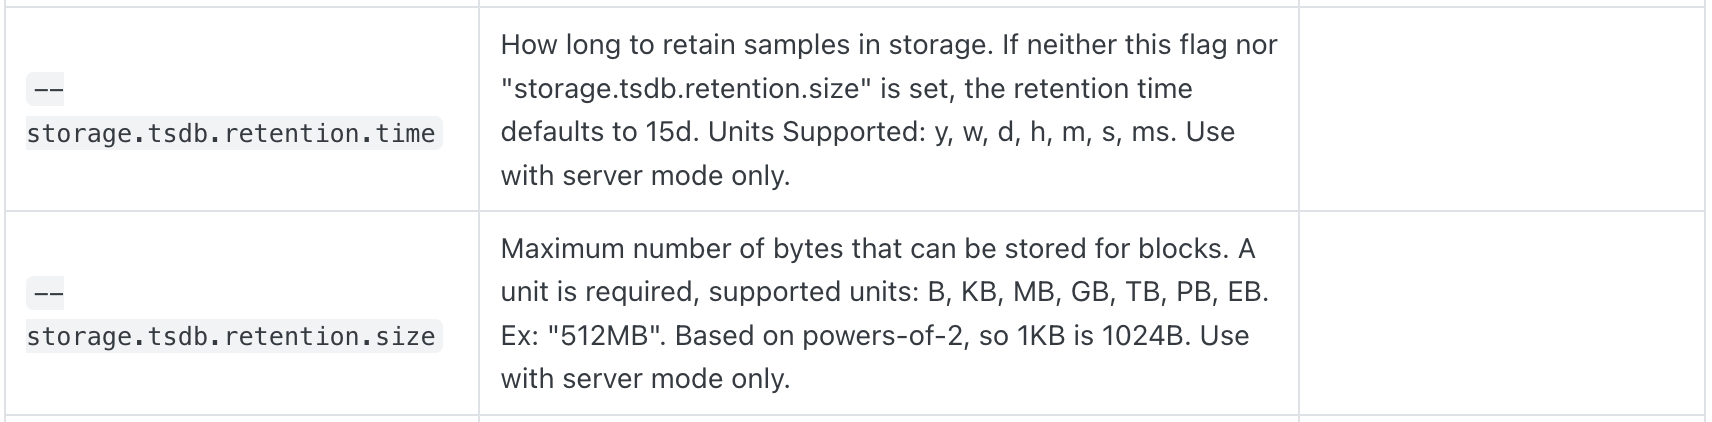 --
storage.tsdb.retention.time
How long to retain samples in storage. If neither this flag nor
"storage.tsdb.retention.size" is set, the retention time
defaults to 15d. Units Supported: y, w, d, h, m, s, ms. Use
with server mode only.
--
storage.tsdb.retention.size
Maximum number of bytes that can be stored for blocks. A
unit is required, supported units: B, KB, MB, GB, TB, PB, EB.
Ex: "512MB". Based on powers-of-2, so 1KB is 1024B. Use
with server mode only.